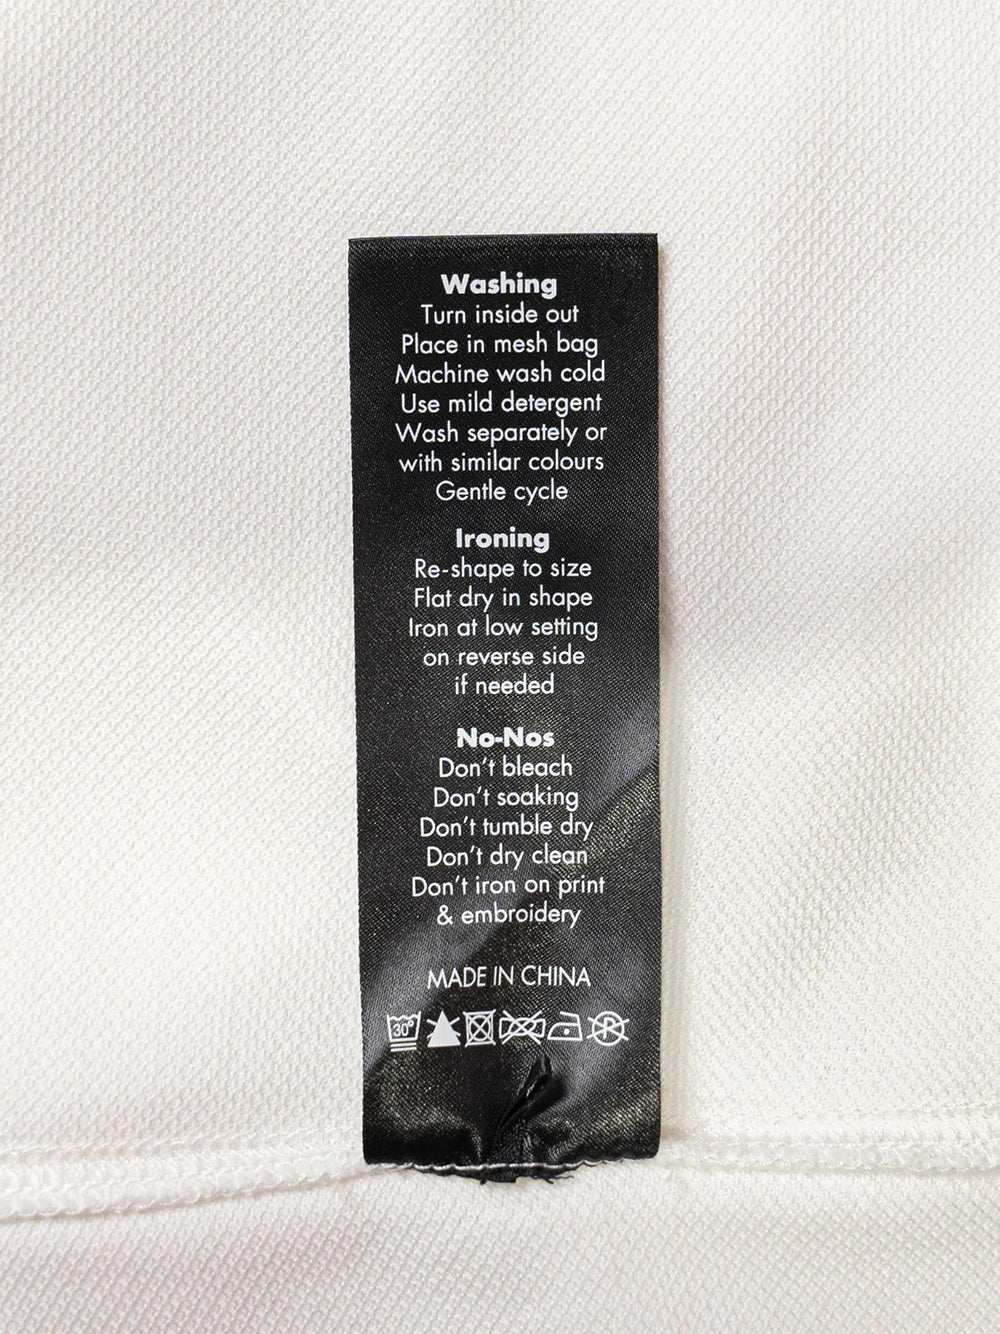 Washing
Turn inside out
Place in mesh bag
Machine wash cold
Use mild detergent
Wash separately or
with similar colours
Gentle cycle
Ironing
Re-shape to size
Flat dry in shape
Iron at low setting
on reverse side
if needed
No-Nos
Don't bleach
Don't soaking
Don't tumble dry
Don't dry clean
Don't iron on print
& embroidery
MADE IN CHINA
30° P